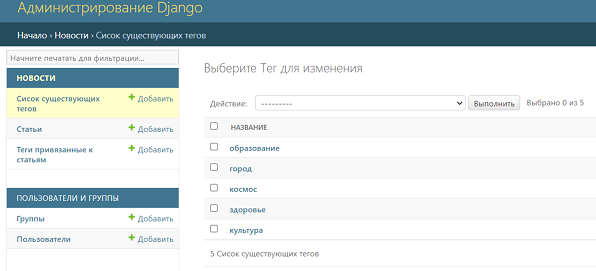 Администрирование Django
Начало › Новости › Сисок существующих тегов
Начните печатать для фильтрации...
НОВОСТИ
Сисок существующих
тегов
+ Добавить
Статьи
+ Добавить
Теги привязанные к
статьям
+ Добавить
ПОЛЬЗОВАТЕЛИ И ГРУППЫ
Группы
+ Добавить
Пользователи
+ Добавить
Выберите Тег для изменения
Действие:
---------
Выполнить
Выбрано 0 из 5
НАЗВАНИЕ
образование
город
космос
здоровье
культура
5 Сисок существующих тегов